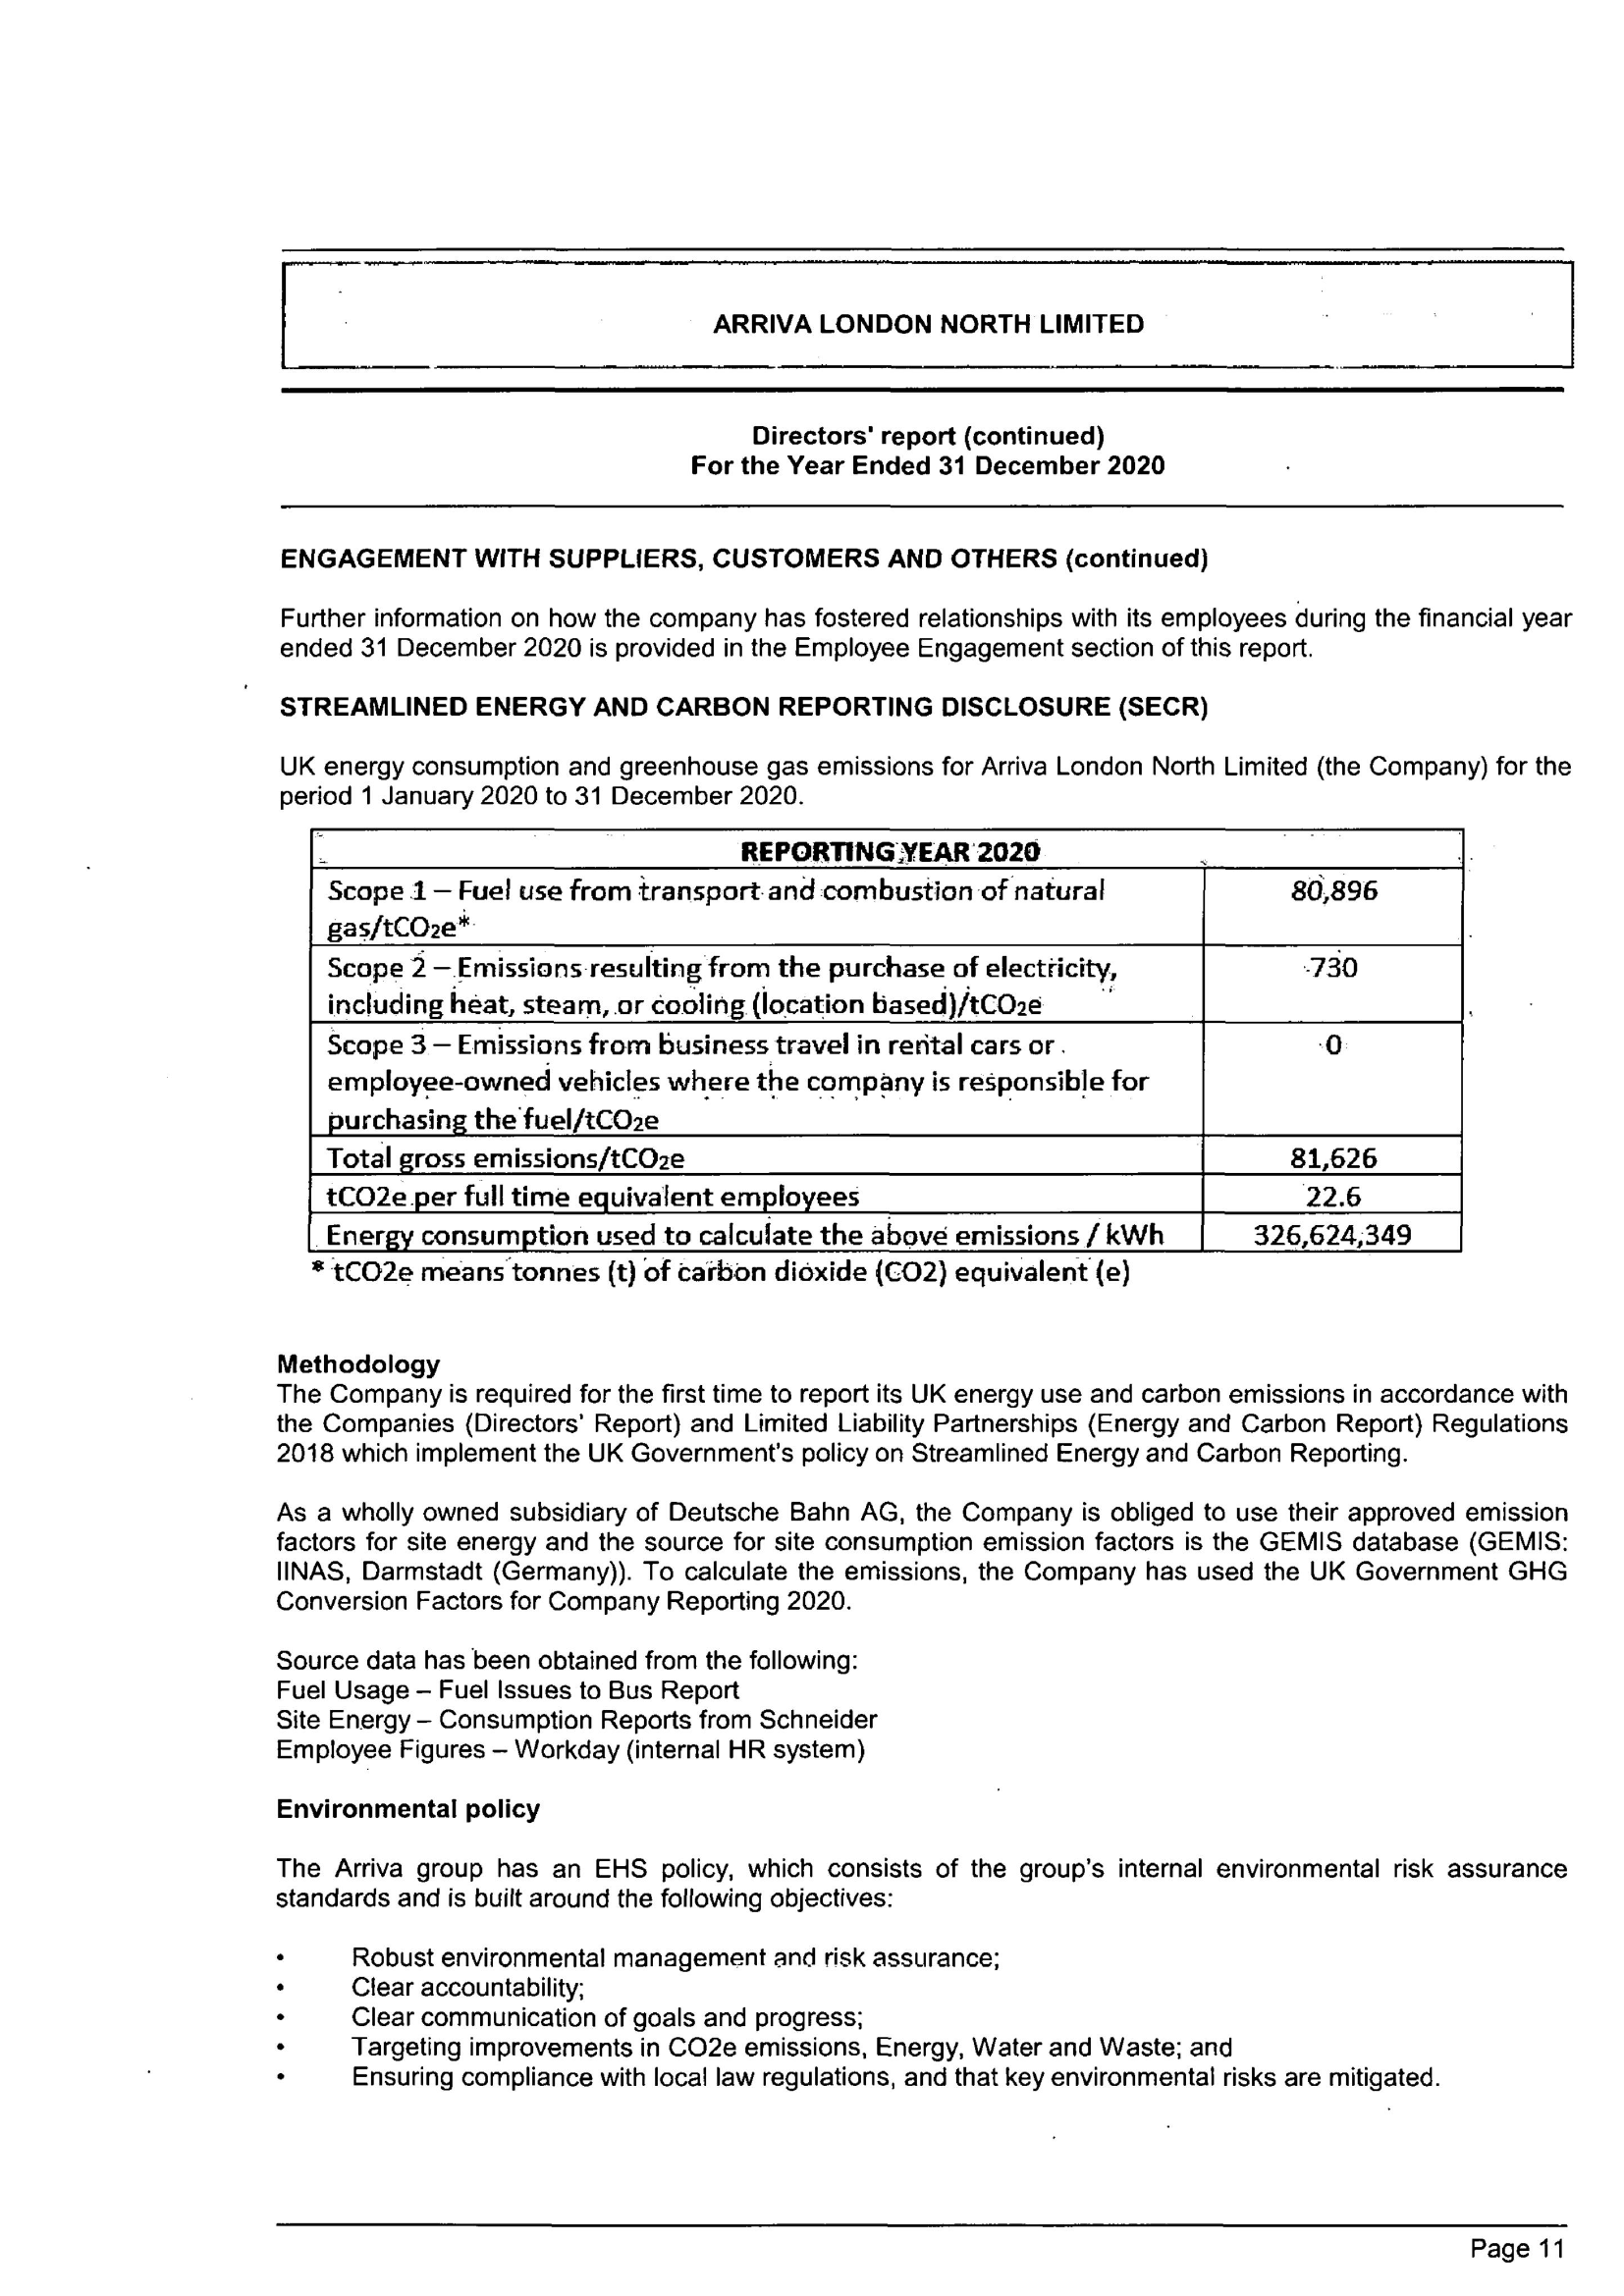 ARRIVA LONDON NORTH LIMITED
Directors' report (continued)
For the Year Ended 31 December 2020
ENGAGEMENT WITH SUPPLIERS, CUSTOMERS AND OTHERS (continued)
Further information on how the company has fostered relationships with its employees during the financial year
ended 31 December 2020 is provided in the Employee Engagement section of this report.
STREAMLINED ENERGY AND CARBON REPORTING DISCLOSURE (SECR)
UK energy consumption and greenhouse gas emissions for Arriva London North Limited (the Company) for the
period 1 January 2020 to 31 December 2020.
REPORTING YEAR 2020
Scope 1 – Fuel use from transport and combustion of natural 80,896
gas/tCO₂e*
Scope 2 – Emissions resulting from the purchase of electricity, 730
including heat, steam, or cooling (location based)/tCO₂e
Scope 3 – Emissions from business travel in rental cars or 0
employee-owned vehicles where the company is responsible for
purchasing the fuel/tCO₂e
Total gross emissions/tCO₂e 81,626
tCO2e per full time equivalent employees 22.6
Energy consumption used to calculate the above emissions / kWh 326,624,349
* tCO2e means tonnes (t) of carbon dioxide (CO2) equivalent (e)
Methodology
The Company is required for the first time to report its UK energy use and carbon emissions in accordance with
the Companies (Directors' Report) and Limited Liability Partnerships (Energy and Carbon Report) Regulations
2018 which implement the UK Government's policy on Streamlined Energy and Carbon Reporting.
As a wholly owned subsidiary of Deutsche Bahn AG, the Company is obliged to use their approved emission
factors for site energy and the source for site consumption emission factors is the GEMIS database (GEMIS:
IINAS, Darmstadt (Germany)). To calculate the emissions, the Company has used the UK Government GHG
Conversion Factors for Company Reporting 2020.
Source data has been obtained from the following:
Fuel Usage – Fuel Issues to Bus Report
Site Energy – Consumption Reports from Schneider
Employee Figures – Workday (internal HR system)
Environmental policy
The Arriva group has an EHS policy, which consists of the group's internal environmental risk assurance
standards and is built around the following objectives:
• Robust environmental management and risk assurance;
• Clear accountability;
• Clear communication of goals and progress;
• Targeting improvements in CO2e emissions, Energy, Water and Waste; and
• Ensuring compliance with local law regulations, and that key environmental risks are mitigated.
Page 11